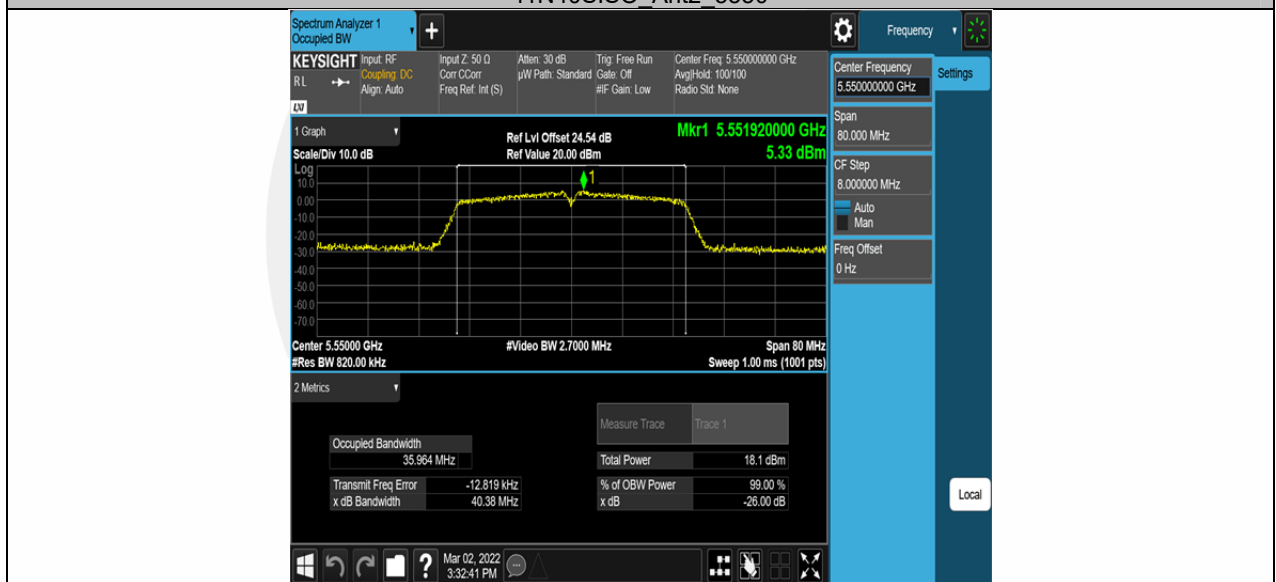 Spectrum Analyzer 1
Occupied BW
+
Frequency
KEYSIGHT
RL
LXI
Input: RF
Coupling: DC
Align: Auto
Input Z: 50 Ω
Corr CCorr
Freq Ref: Int (S)
Atten: 30 dB
µW Path: Standard
Trig: Free Run
Gate: Off
#IF Gain: Low
Center Freq: 5.550000000 GHz
Avg|Hold: 100/100
Radio Std: None
Center Frequency
5.550000000 GHz
Settings
Span
80.000 MHz
CF Step
8.000000 MHz
Auto
Man
Freq Offset
0 Hz
Local
1 Graph
Scale/Div 10.0 dB
Ref Lvl Offset 24.54 dB
Ref Value 20.00 dBm
Mkr1 5.551920000 GHz
5.33 dBm
Log
10.0
0.00
-10.0
-20.0
-30.0
-40.0
-50.0
-60.0
-70.0
1
Center 5.55000 GHz
#Res BW 820.00 kHz
#Video BW 2.7000 MHz
Span 80 MHz
Sweep 1.00 ms (1001 pts)
2 Metrics
Measure Trace Trace 1
Occupied Bandwidth
35.964 MHz
Total Power 18.1 dBm
Transmit Freq Error -12.819 kHz
% of OBW Power 99.00 %
x dB Bandwidth 40.38 MHz
x dB -26.00 dB
?
Mar 02, 2022
3:32:41 PM